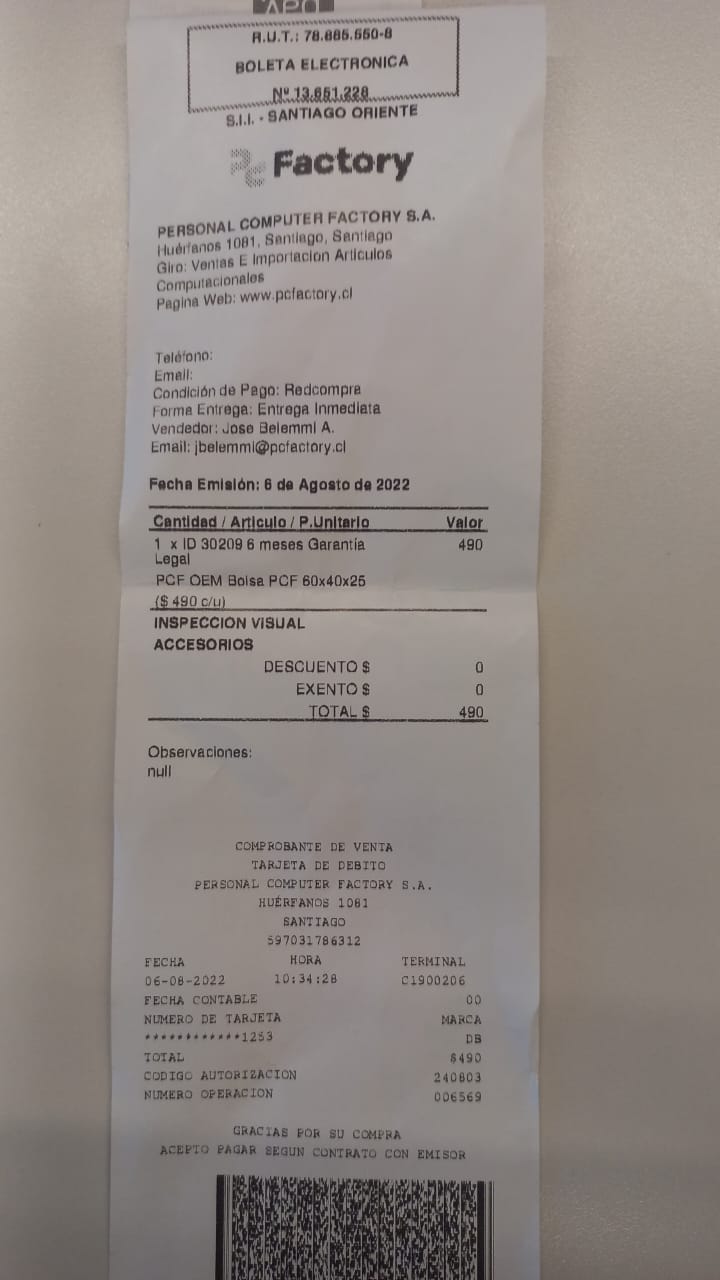 R.U.T.: 78.885.550-8
BOLETA ELECTRONICA
Nº 13.651.228
S.I.I. - SANTIAGO ORIENTE
PC Factory
PERSONAL COMPUTER FACTORY S.A.
Huérfanos 1081, Santiago, Santiago
Giro: Ventas E Importacion Articulos
Computacionales
Pagina Web: www.pcfactory.cl
Teléfono:
Email:
Condición de Pago: Redcompra
Forma Entrega: Entrega Inmediata
Vendedor: Jose Belemmi A.
Email: jbelemmi@pcfactory.cl
Fecha Emisión: 6 de Agosto de 2022
Cantidad / Articulo / P.Unitario Valor
1 x ID 30209 6 meses Garantia 490
Legal
PCF OEM Bolsa PCF 60x40x25
($ 490 c/u)
INSPECCION VISUAL
ACCESORIOS
DESCUENTO $ 0
EXENTO $ 0
TOTAL $ 490
Observaciones:
null
COMPROBANTE DE VENTA
TARJETA DE DEBITO
PERSONAL COMPUTER FACTORY S.A.
HUÉRFANOS 1081
SANTIAGO
597031786312
FECHA HORA TERMINAL
06-08-2022 10:34:28 C1900206
FECHA CONTABLE 00
NUMERO DE TARJETA MARCA
************1253 DB
TOTAL $490
CODIGO AUTORIZACION 240803
NUMERO OPERACION 006569
GRACIAS POR SU COMPRA
ACEPTO PAGAR SEGUN CONTRATO CON EMISOR